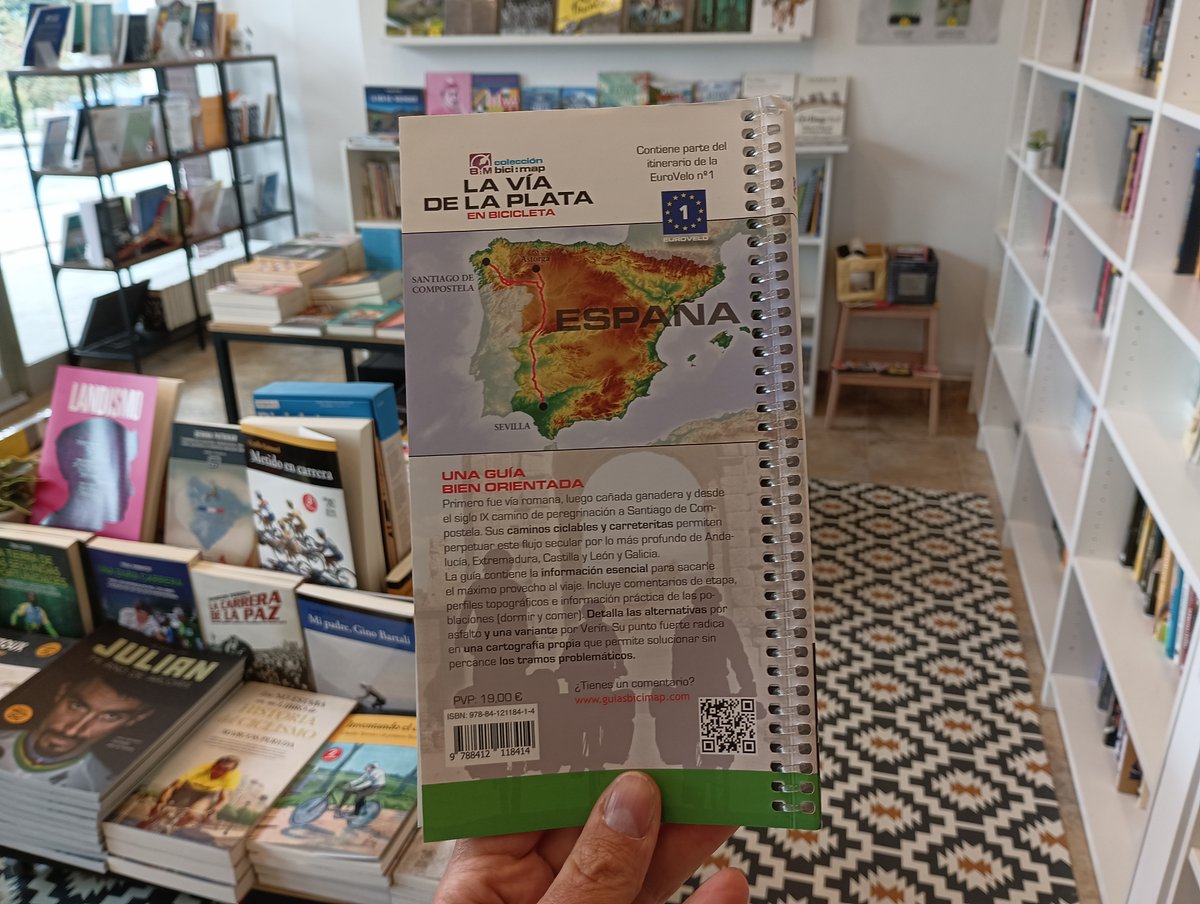 colección
B:M bici:map
LA VÍA
DE LA PLATA
EN BICICLETA
Contiene parte del
itinerario de la
EuroVelo nº1
1
EUROVELO
SANTIAGO DE
COMPOSTELA
Astorga
ESPAÑA
SEVILLA
UNA GUÍA
BIEN ORIENTADA
Primero fue vía romana, luego cañada ganadera y desde
el siglo IX camino de peregrinación a Santiago de Com-
postela. Sus caminos ciclables y carreteritas permiten
perpetuar este flujo secular por lo más profundo de Anda-
lucía, Extremadura, Castilla y León y Galicia.
La guía contiene la información esencial para sacarle
el máximo provecho al viaje. Incluye comentarios de etapa,
perfiles topográficos e información práctica de las po-
blaciones (dormir y comer). Detalla las alternativas por
asfalto y una variante por Verín. Su punto fuerte radica
en una cartografía propia que permite solucionar sin
percance los tramos problemáticos.
¿Tienes un comentario?
www.guiasbicimap.com
PVP: 19,00 €
ISBN: 978-84-121184-1-4
9 788412 118414
LANDISMO
Metido en carrera
LA CARRERA
DE LA PAZ
Mi padre, Gino Bartali
JULIAN
MARCOS PEREDA